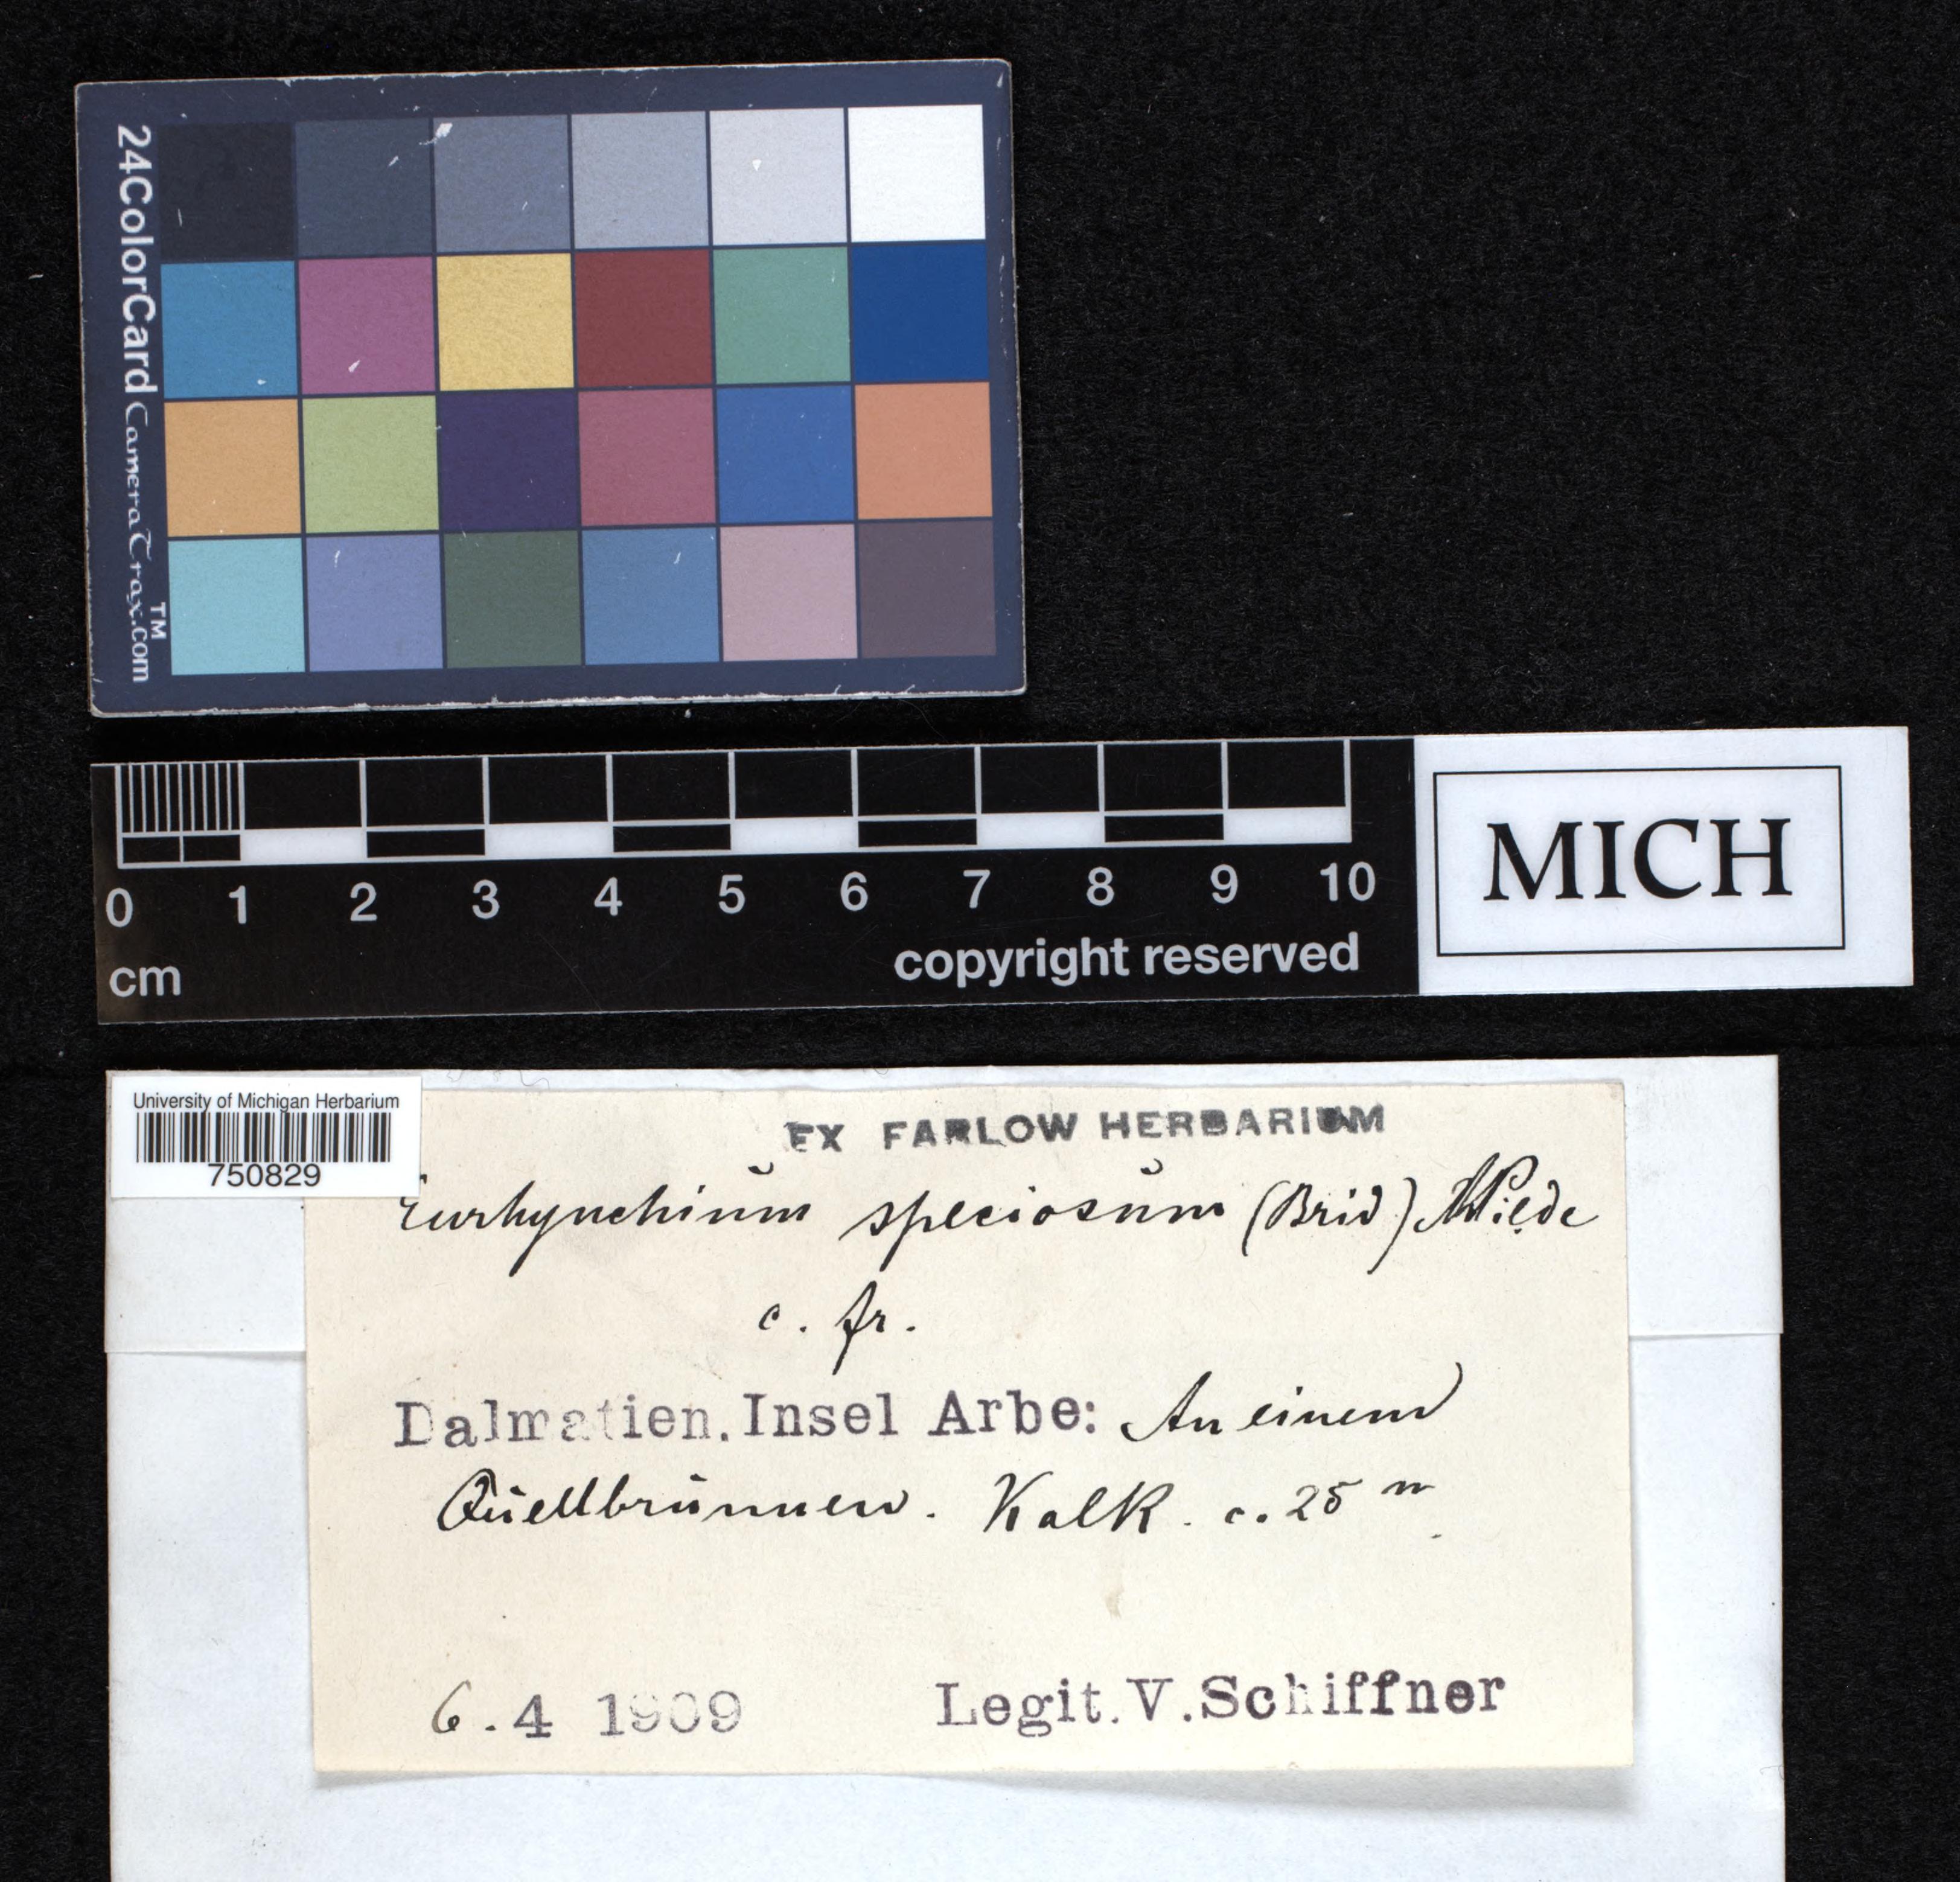 24ColorCard CameraTrax.com
TM
0 1 2 3 4 5 6 7 8 9 10
cm
copyright reserved
MICH
University of Michigan Herbarium
750829
EX FARLOW HERBARIUM
Eurhynchium speciosum (Brid.) Milde
c. fr.
Dalmatien. Insel Arbe: An einem
Quellbrunnen. Kalk. c. 25 m
6.4 1909 Legit. V. Schiffner